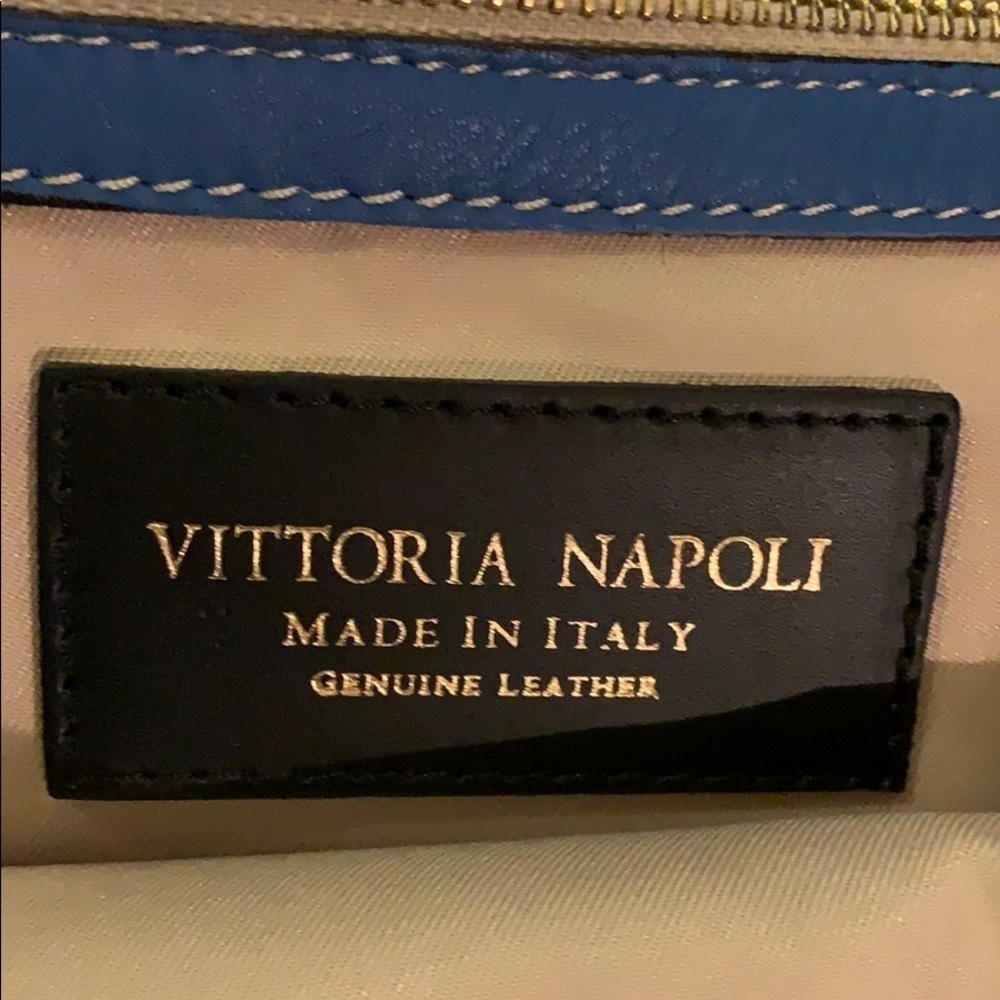 VITTORIA NAPOLI
MADE IN ITALY
GENUINE LEATHER